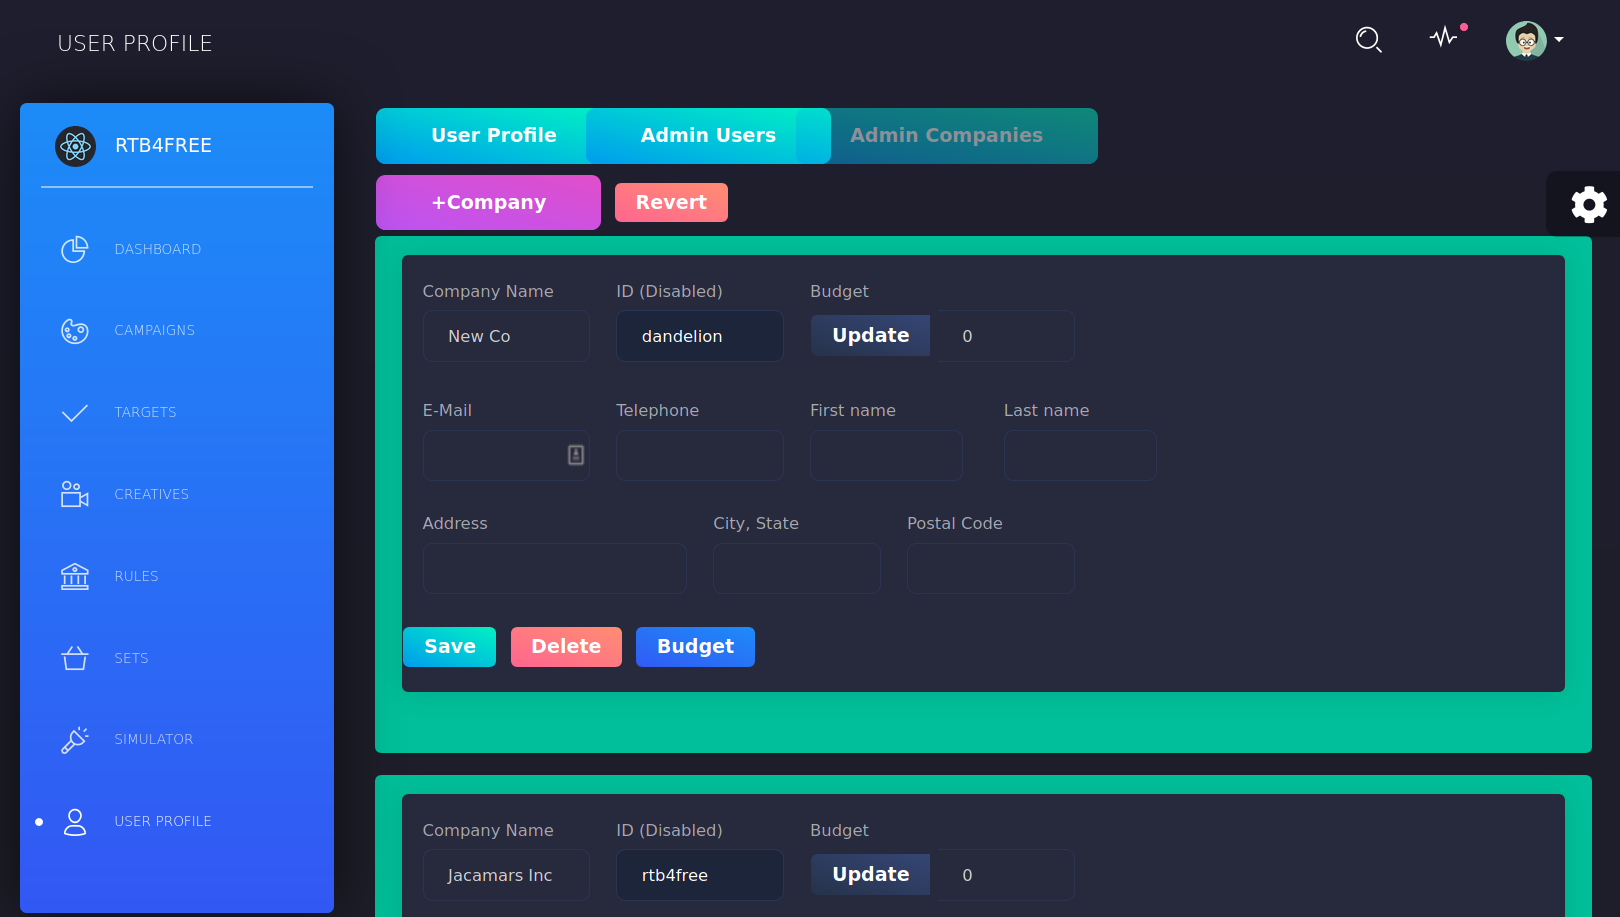 USER PROFILE
RTB4FREE
DASHBOARD
CAMPAIGNS
TARGETS
CREATIVES
RULES
SETS
SIMULATOR
USER PROFILE
User Profile Admin Users Admin Companies
+Company Revert
Company Name ID (Disabled) Budget
New Co dandelion Update 0
E-Mail Telephone First name Last name
Address City, State Postal Code
Save Delete Budget
Company Name ID (Disabled) Budget
Jacamars Inc rtb4free Update 0